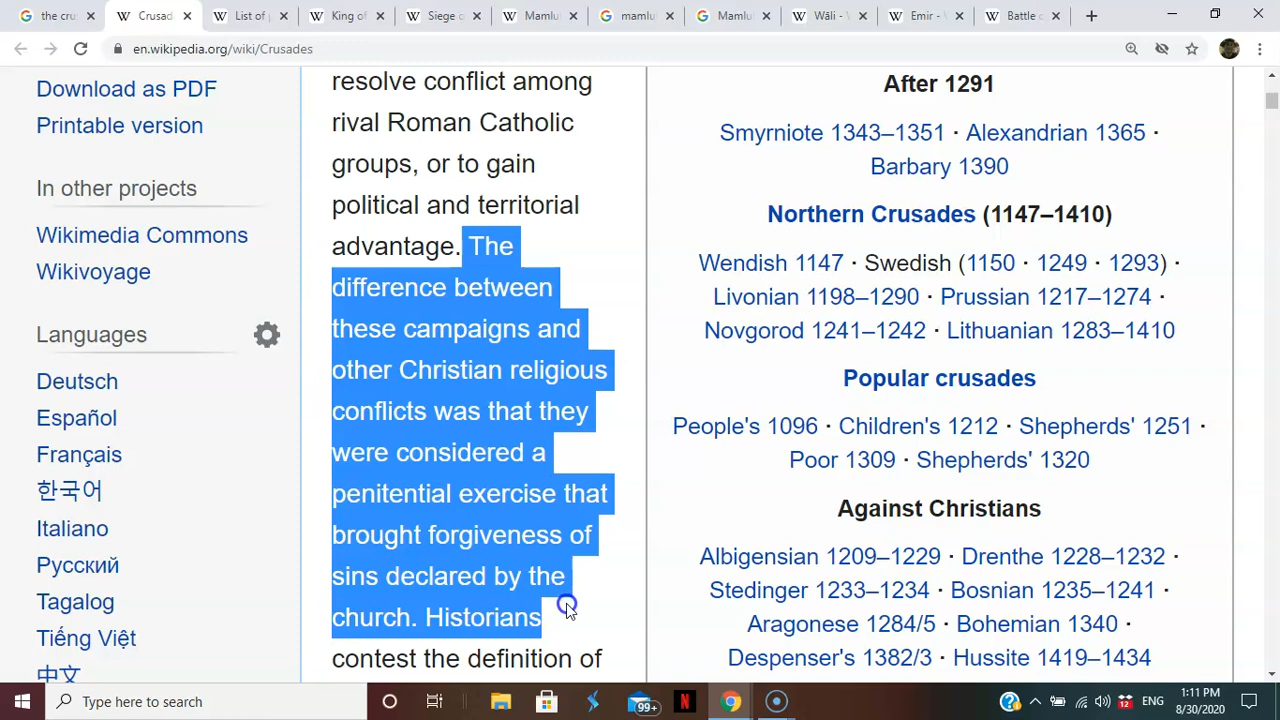 the cru
Crusad
List of p
King of
Siege o
Mamlu
mamlu
Mamlu
Wāli - V
Emir - V
Battle o
en.wikipedia.org/wiki/Crusades
Download as PDF
Printable version
In other projects
Wikimedia Commons
Wikivoyage
Languages
Deutsch
Español
Français
한국어
Italiano
Русский
Tagalog
Tiếng Việt
中文
resolve conflict among
rival Roman Catholic
groups, or to gain
political and territorial
advantage. The
difference between
these campaigns and
other Christian religious
conflicts was that they
were considered a
penitential exercise that
brought forgiveness of
sins declared by the
church. Historians
contest the definition of
After 1291
Smyrniote 1343–1351 · Alexandrian 1365 ·
Barbary 1390
Northern Crusades (1147–1410)
Wendish 1147 · Swedish (1150 · 1249 · 1293) ·
Livonian 1198–1290 · Prussian 1217–1274 ·
Novgorod 1241–1242 · Lithuanian 1283–1410
Popular crusades
People's 1096 · Children's 1212 · Shepherds' 1251 ·
Poor 1309 · Shepherds' 1320
Against Christians
Albigensian 1209–1229 · Drenthe 1228–1232 ·
Stedinger 1233–1234 · Bosnian 1235–1241 ·
Aragonese 1284/5 · Bohemian 1340 ·
Despenser's 1382/3 · Hussite 1419–1434
Type here to search
99+
N
12
ENG
1:11 PM
8/30/2020